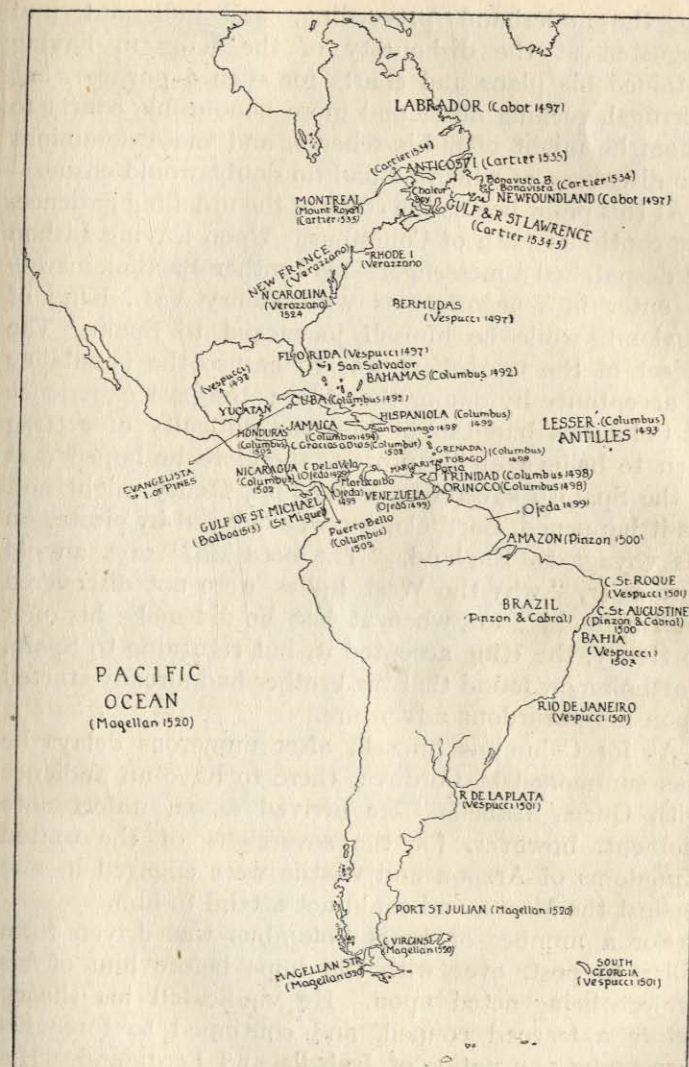 LABRADOR (Cabot 1497)
(Cartier 1534)
ANTICOSTI (Cartier 1535)
Bonavista B.
C. Bonavista (Cartier 1534)
NEWFOUNDLAND (Cabot 1497)
Chaleur
Bay
MONTREAL
(Mount Royal)
(Cartier 1535)
GULF & R ST LAWRENCE
(Cartier 1534-5)
RHODE I
(Verazzano)
NEW FRANCE
(Verazzano)
N CAROLINA
(Verazzano)
1524
BERMUDAS
(Vespucci 1497)
FLORIDA (Vespucci 1497)
San Salvador
BAHAMAS (Columbus 1492)
(Vespucci)
YUCATAN
CUBA (Columbus 1492)
HISPANIOLA (Columbus)
1492
San Domingo
JAMAICA
(Columbus 1494)
HONDURAS
(Columbus)
1502
C Gracias a Dios (Columbus)
1502
LESSER (Columbus)
ANTILLES 1493
EVANGELISTA
or I. OF PINES
NICARAGUA
(Columbus)
1502
C De La Vela
(Ojeda 1499)
Maricaibo
(Ojeda)
1499
MARGARITA
GRENADA
TOBAGO
(Columbus)
Paria
TRINIDAD (Columbus 1498)
ORINOCO (Columbus 1498)
VENEZUELA
(Ojeda 1499)
GULF OF ST MICHAEL
(Balboa 1513) (St Miguel)
Puerto Bello
(Columbus)
1502
(Ojeda 1499)
AMAZON (Pinzon 1500)
C. St. ROQUE
(Vespucci 1501)
BRAZIL
(Pinzon & Cabral)
C. St AUGUSTINE
(Pinzon & Cabral)
1500
BAHIA
(Vespucci)
1503
PACIFIC
OCEAN
(Magellan 1520)
RIO DE JANEIRO
(Vespucci 1501)
R. DE LA PLATA
(Vespucci 1501)
PORT ST JULIAN (Magellan 1520)
C VIRGINS
(Magellan)
1520
MAGELLAN STR
(Magellan 1520)
SOUTH
GEORGIA
(Vespucci 1501)